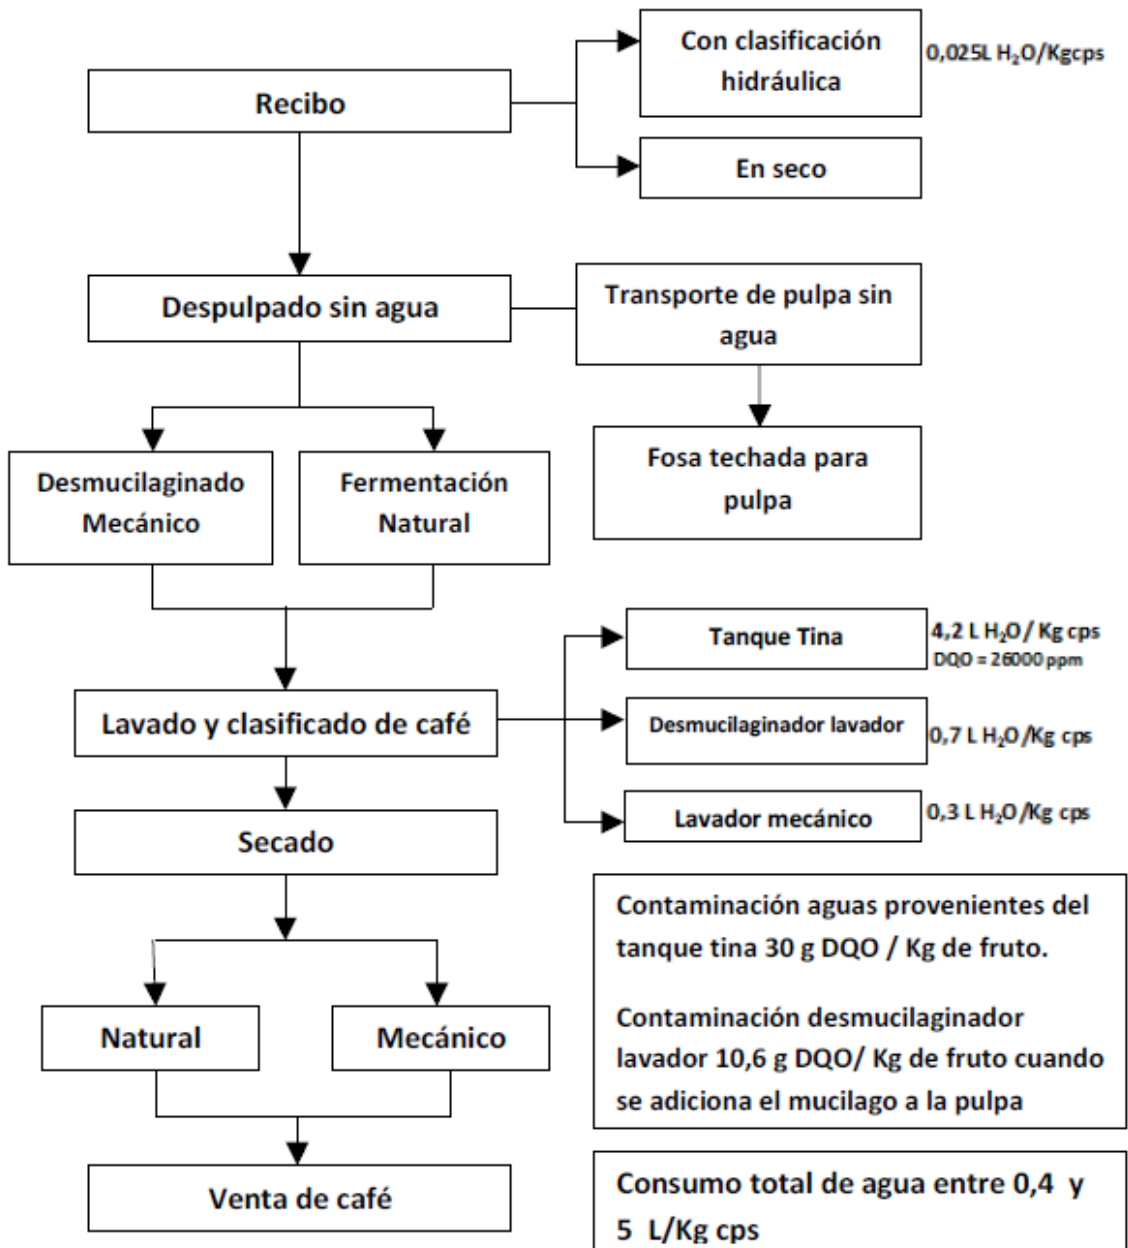 Recibo
Con clasificación
hidráulica
0,025L H₂O/Kgcps
En seco
Despulpado sin agua
Transporte de pulpa sin
agua
Fosa techada para
pulpa
Desmucilaginado
Mecánico
Fermentación
Natural
Lavado y clasificado de café
Tanque Tina
4,2 L H₂O/ Kg cps
DQO = 26000 ppm
Desmucilaginador lavador
0,7 L H₂O/Kg cps
Lavador mecánico
0,3 L H₂O/Kg cps
Secado
Natural
Mecánico
Venta de café
Contaminación aguas provenientes del
tanque tina 30 g DQO / Kg de fruto.
Contaminación desmucilaginador
lavador 10,6 g DQO/ Kg de fruto cuando
se adiciona el mucilago a la pulpa
Consumo total de agua entre 0,4 y
5 L/Kg cps